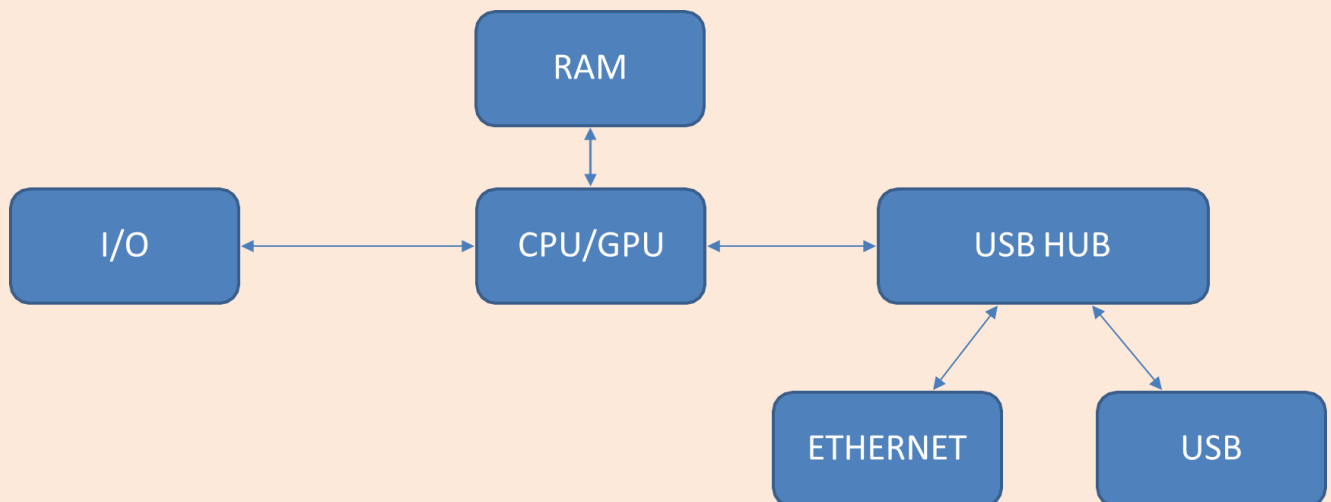 RAM
I/O
CPU/GPU
USB HUB
ETHERNET
USB